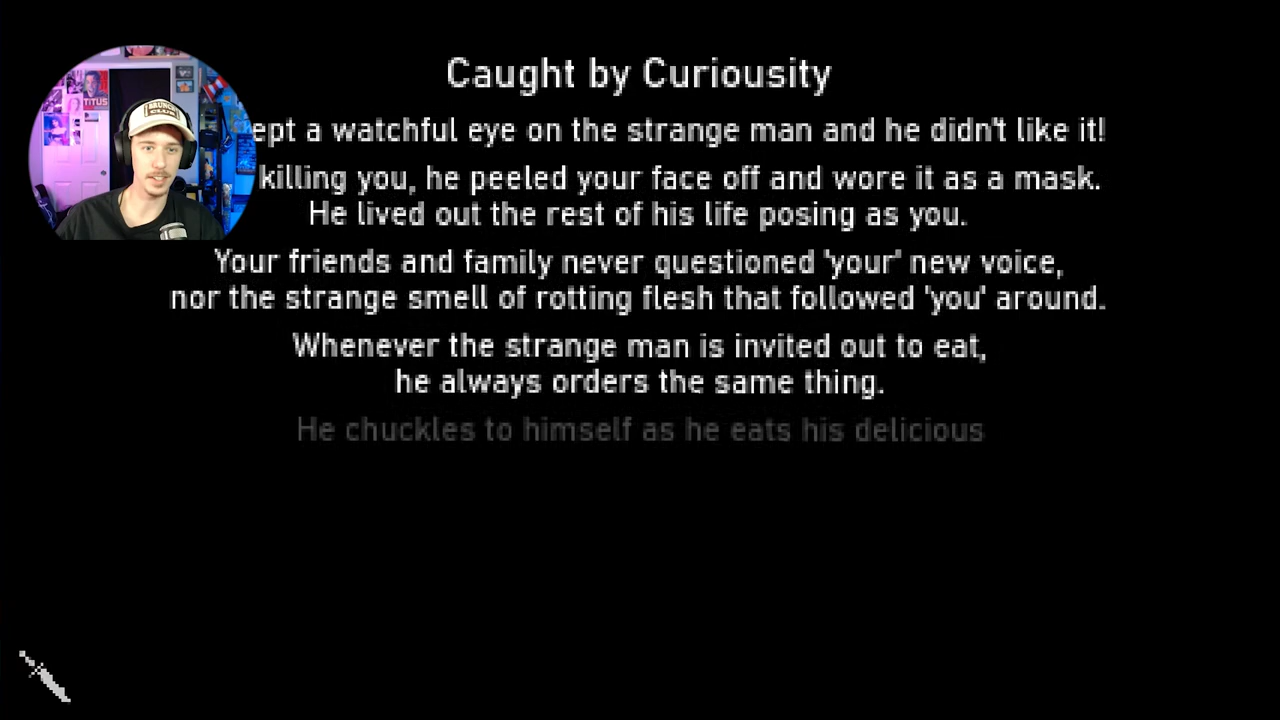 Caught by Curiousity
ept a watchful eye on the strange man and he didn't like it!
killing you, he peeled your face off and wore it as a mask.
He lived out the rest of his life posing as you.
Your friends and family never questioned 'your' new voice,
nor the strange smell of rotting flesh that followed 'you' around.
Whenever the strange man is invited out to eat,
he always orders the same thing.
He chuckles to himself as he eats his delicious
TITUS
BRUNCH
CLUB